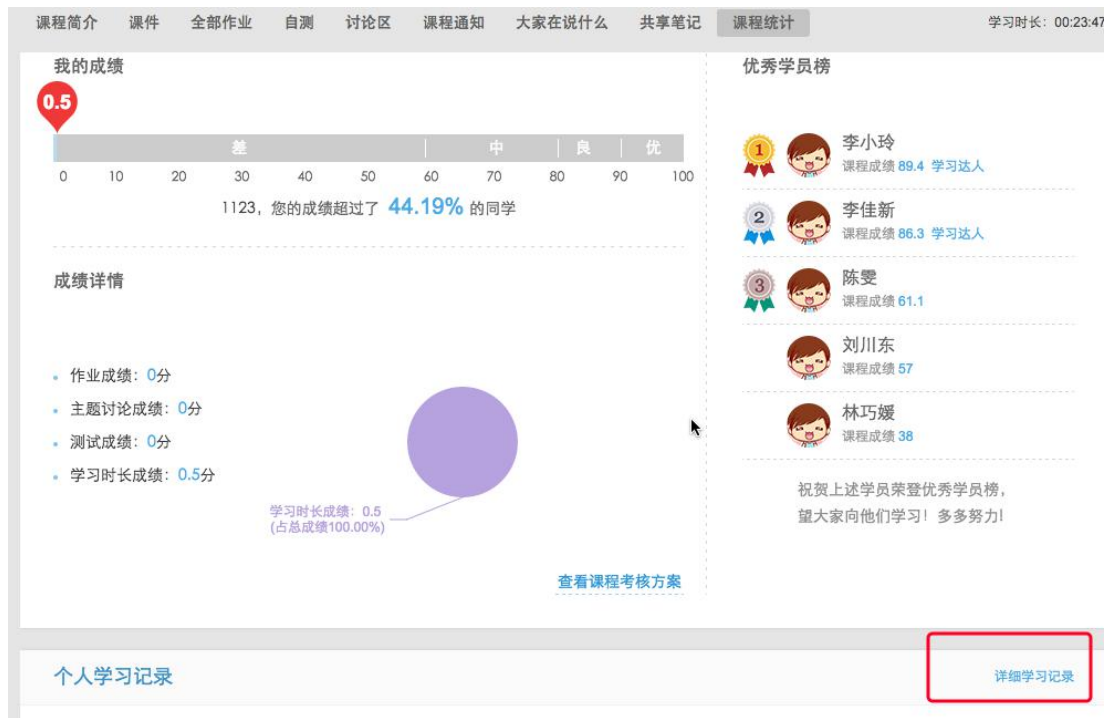 课程简介 课件 全部作业 自测 讨论区 课程通知 大家在说什么 共享笔记 课程统计 学习时长：00:23:47
我的成绩
0.5
差 中 良 优
0 10 20 30 40 50 60 70 80 90 100
1123，您的成绩超过了 44.19% 的同学
成绩详情
作业成绩：0分
主题讨论成绩：0分
测试成绩：0分
学习时长成绩：0.5分
学习时长成绩：0.5
(占总成绩100.00%)
查看课程考核方案
优秀学员榜
1
李小玲
课程成绩 89.4 学习达人
2
李佳新
课程成绩 86.3 学习达人
3
陈雯
课程成绩 61.1
刘川东
课程成绩 57
林巧媛
课程成绩 38
祝贺上述学员荣登优秀学员榜，
望大家向他们学习！多多努力!
个人学习记录
详细学习记录